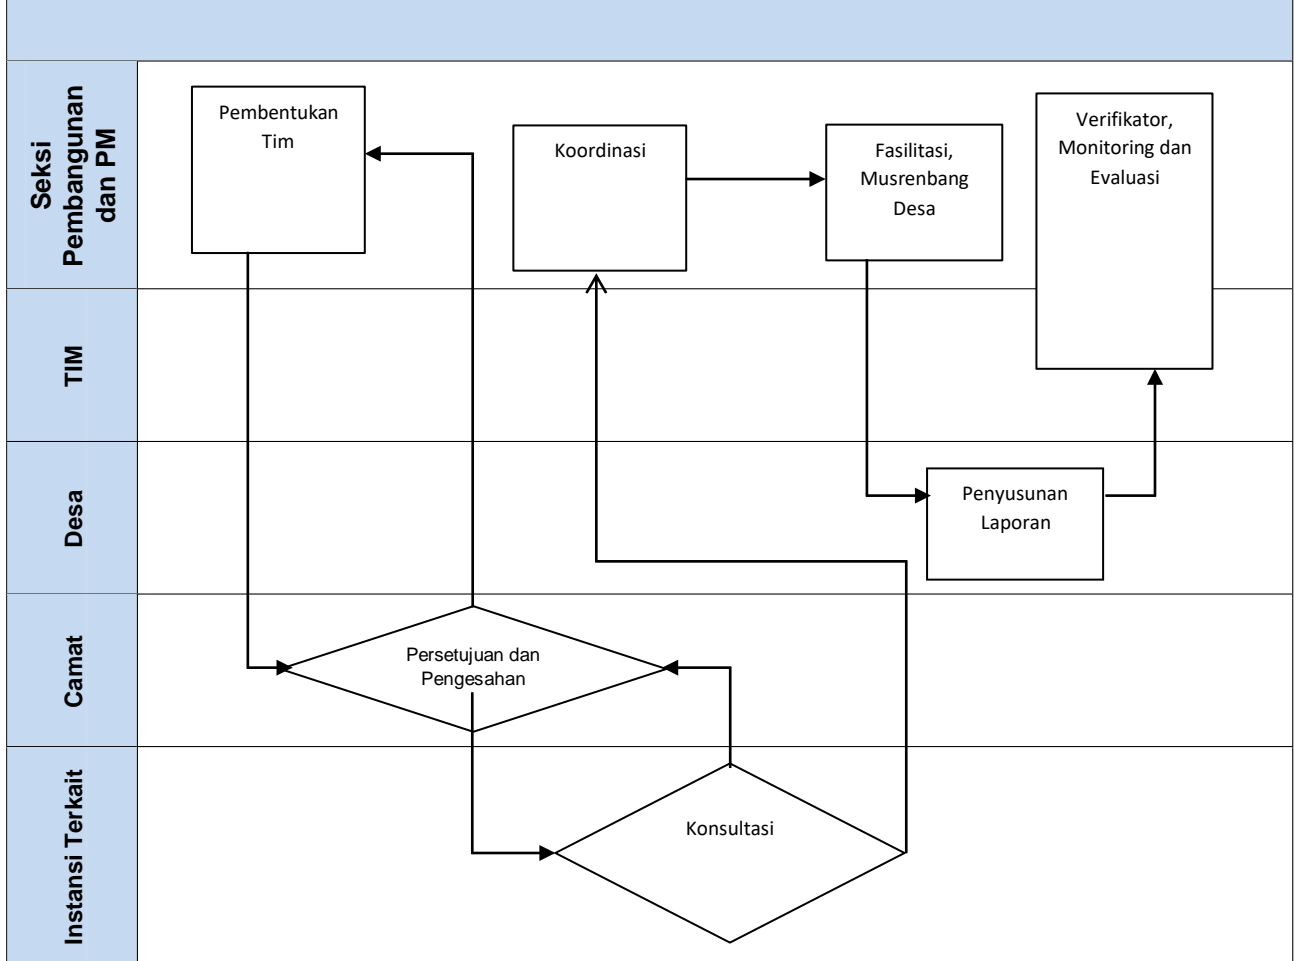 Seksi
Pembangunan
dan PM
Pembentukan
Tim
Koordinasi
Fasilitasi,
Musrenbang
Desa
Verifikator,
Monitoring dan
Evaluasi
TIM
Desa
Penyusunan
Laporan
Camat
Persetujuan dan
Pengesahan
Instansi Terkait
Konsultasi